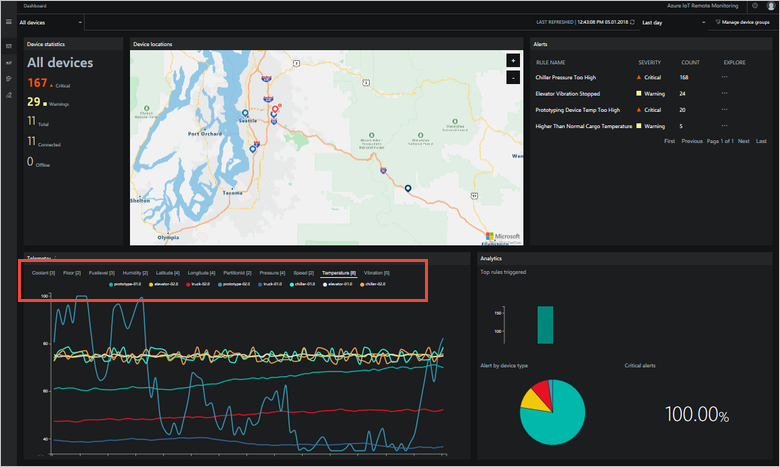 Dashboard
Azure IoT Remote Monitoring
All devices
LAST REFRESHED | 12:43:08 PM 05.01.2018
Last day
Manage device groups
Device statistics
All devices
167 Critical
29 Warnings
11 Total
11 Connected
0 Offline
Device locations
+
-
Seattle
Port Orchard
Tacoma
Shelton
Olympia
Ellensburg
Microsoft
Alerts
RULE NAME SEVERITY COUNT EXPLORE
Chiller Pressure Too High Critical 168 ...
Elevator Vibration Stopped Warning 24 ...
Prototyping Device Temp Too High Critical 20 ...
Higher Than Normal Cargo Temperature Warning 5 ...
First Previous Page 1 of 1 Next Last
Telemetry
Coolant [3] Floor [2] Fuellevel [3] Humidity [2] Latitude [4] Longitude [4] PartitionId [2] Pressure [4] Speed [2] Temperature [8] Vibration [5]
prototype-01.0 elevator-02.0 truck-02.0 prototype-02.0 truck-01.0 chiller-01.0 elevator-01.0 chiller-02.0
100
80
60
40
Analytics
Top rules triggered
150
100
Alert by device type
Critical alerts
100.00%